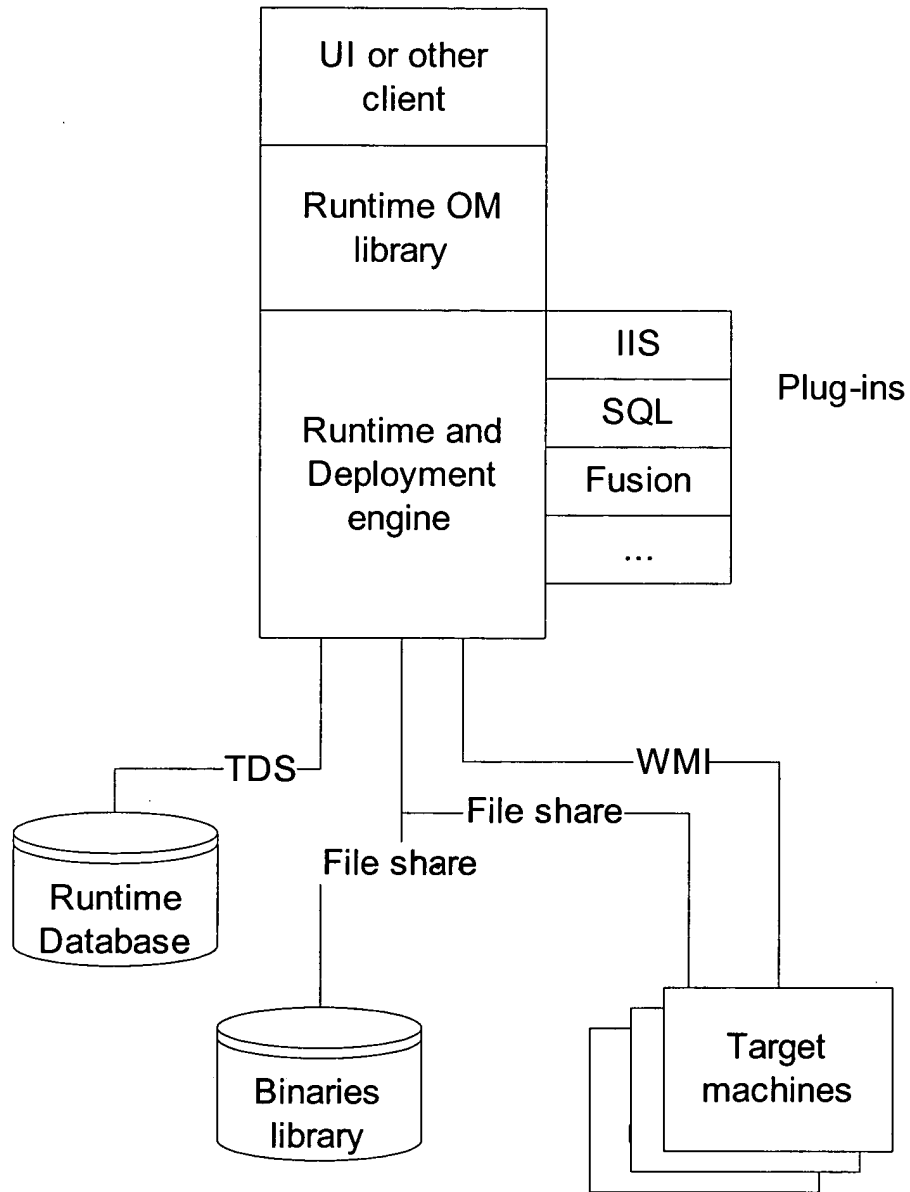 UI or other
client
Runtime OM
library
IIS
Plug-ins
SQL
Runtime and
Deployment
engine
Fusion
...
TDS
WMI
File share
File share
Runtime
Database
Target
machines
Binaries
library